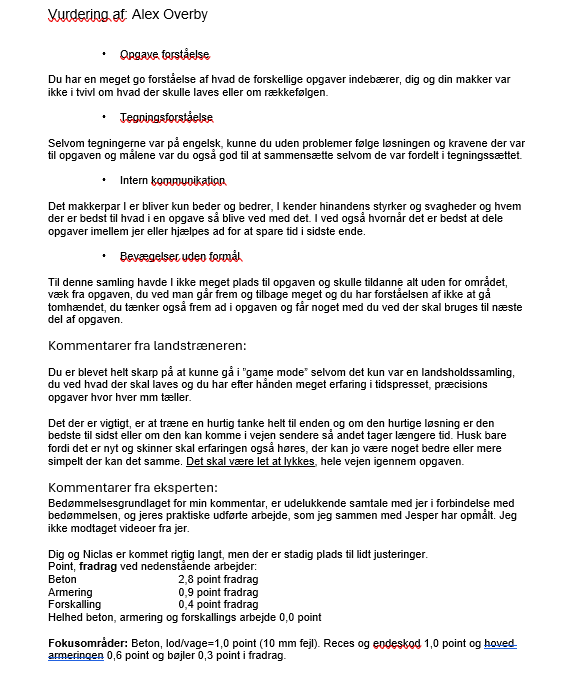 Vurdering af: Alex Overby
• Opgave forståelse
Du har en meget go forståelse af hvad de forskellige opgaver indebærer, dig og din makker var
ikke i tvivl om hvad der skulle laves eller om rækkefølgen.
• Tegningsforståelse
Selvom tegningerne var på engelsk, kunne du uden problemer følge løsningen og kravene der var
til opgaven og målene var du også god til at sammensætte selvom de var fordelt i tegningssættet.
• Intern kommunikation
Det makkerpar I er bliver kun beder og bedrer, I kender hinandens styrker og svagheder og hvem
der er bedst til hvad i en opgave så blive ved med det. I ved også hvornår det er bedst at dele
opgaver imellem jer eller hjælpes ad for at spare tid i sidste ende.
• Bevægelser uden formål
Til denne samling havde I ikke meget plads til opgaven og skulle tildanne alt uden for området,
væk fra opgaven, du ved man går frem og tilbage meget og du har forståelsen af ikke at gå
tomhændet, du tænker også frem ad i opgaven og får noget med du ved der skal bruges til næste
del af opgaven.
Kommentarer fra landstræneren:
Du er blevet helt skarp på at kunne gå i ”game mode” selvom det kun var en landsholdssamling,
du ved hvad der skal laves og du har efter hånden meget erfaring i tidspresset, præcisions
opgaver hvor hver mm tæller.
Det der er vigtigt, er at træne en hurtig tanke helt til enden og om den hurtige løsning er den
bedste til sidst eller om den kan komme i vejen sendere så andet tager længere tid. Husk bare
fordi det er nyt og skinner skal erfaringen også høres, der kan jo være noget bedre eller mere
simpelt der kan det samme. Det skal være let at lykkes, hele vejen igennem opgaven.
Kommentarer fra eksperten:
Bedømmelsesgrundlaget for min kommentar, er udelukkende samtale med jer i forbindelse med
bedømmelsen, og jeres praktiske udførte arbejde, som jeg sammen med Jesper har opmålt. Jeg
ikke modtaget videoer fra jer.
Dig og Niclas er kommet rigtig langt, men der er stadig plads til lidt justeringer.
Point, fradrag ved nedenstående arbejder:
Beton 2,8 point fradrag
Armering 0,9 point fradrag
Forskalling 0,4 point fradrag
Helhed beton, armering og forskallings arbejde 0,0 point
Fokusområder: Beton, lod/vage=1,0 point (10 mm fejl). Reces og endeskod 1,0 point og hoved
armeringen 0,6 point og bøjler 0,3 point i fradrag.